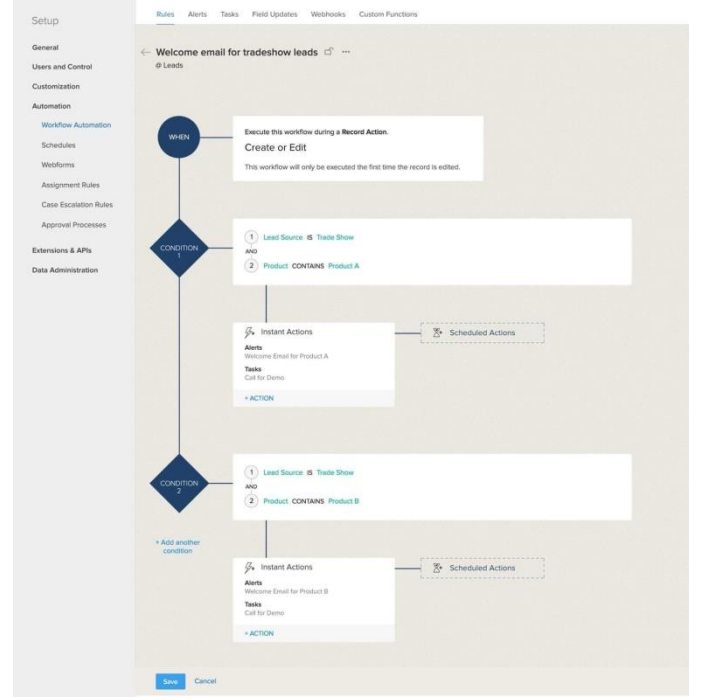 Setup
General
Users and Control
Customization
Automation
Workflow Automation
Schedules
Webforms
Assignment Rules
Case Escalation Rules
Approval Processes
Extensions & APIs
Data Administration
Rules Alerts Tasks Field Updates Webhooks Custom Functions
Welcome email for tradeshow leads
@ Leads
WHEN
Execute this workflow during a Record Action.
Create or Edit
This workflow will only be executed the first time the record is edited.
CONDITION
1
1 Lead Source IS Trade Show
AND
2 Product CONTAINS Product A
Instant Actions
Alerts
Welcome Email for Product A
Tasks
Call for Demo
+ ACTION
Scheduled Actions
CONDITION
2
1 Lead Source IS Trade Show
AND
2 Product CONTAINS Product B
+ Add another
condition
Instant Actions
Alerts
Welcome Email for Product B
Tasks
Call for Demo
+ ACTION
Scheduled Actions
Save Cancel